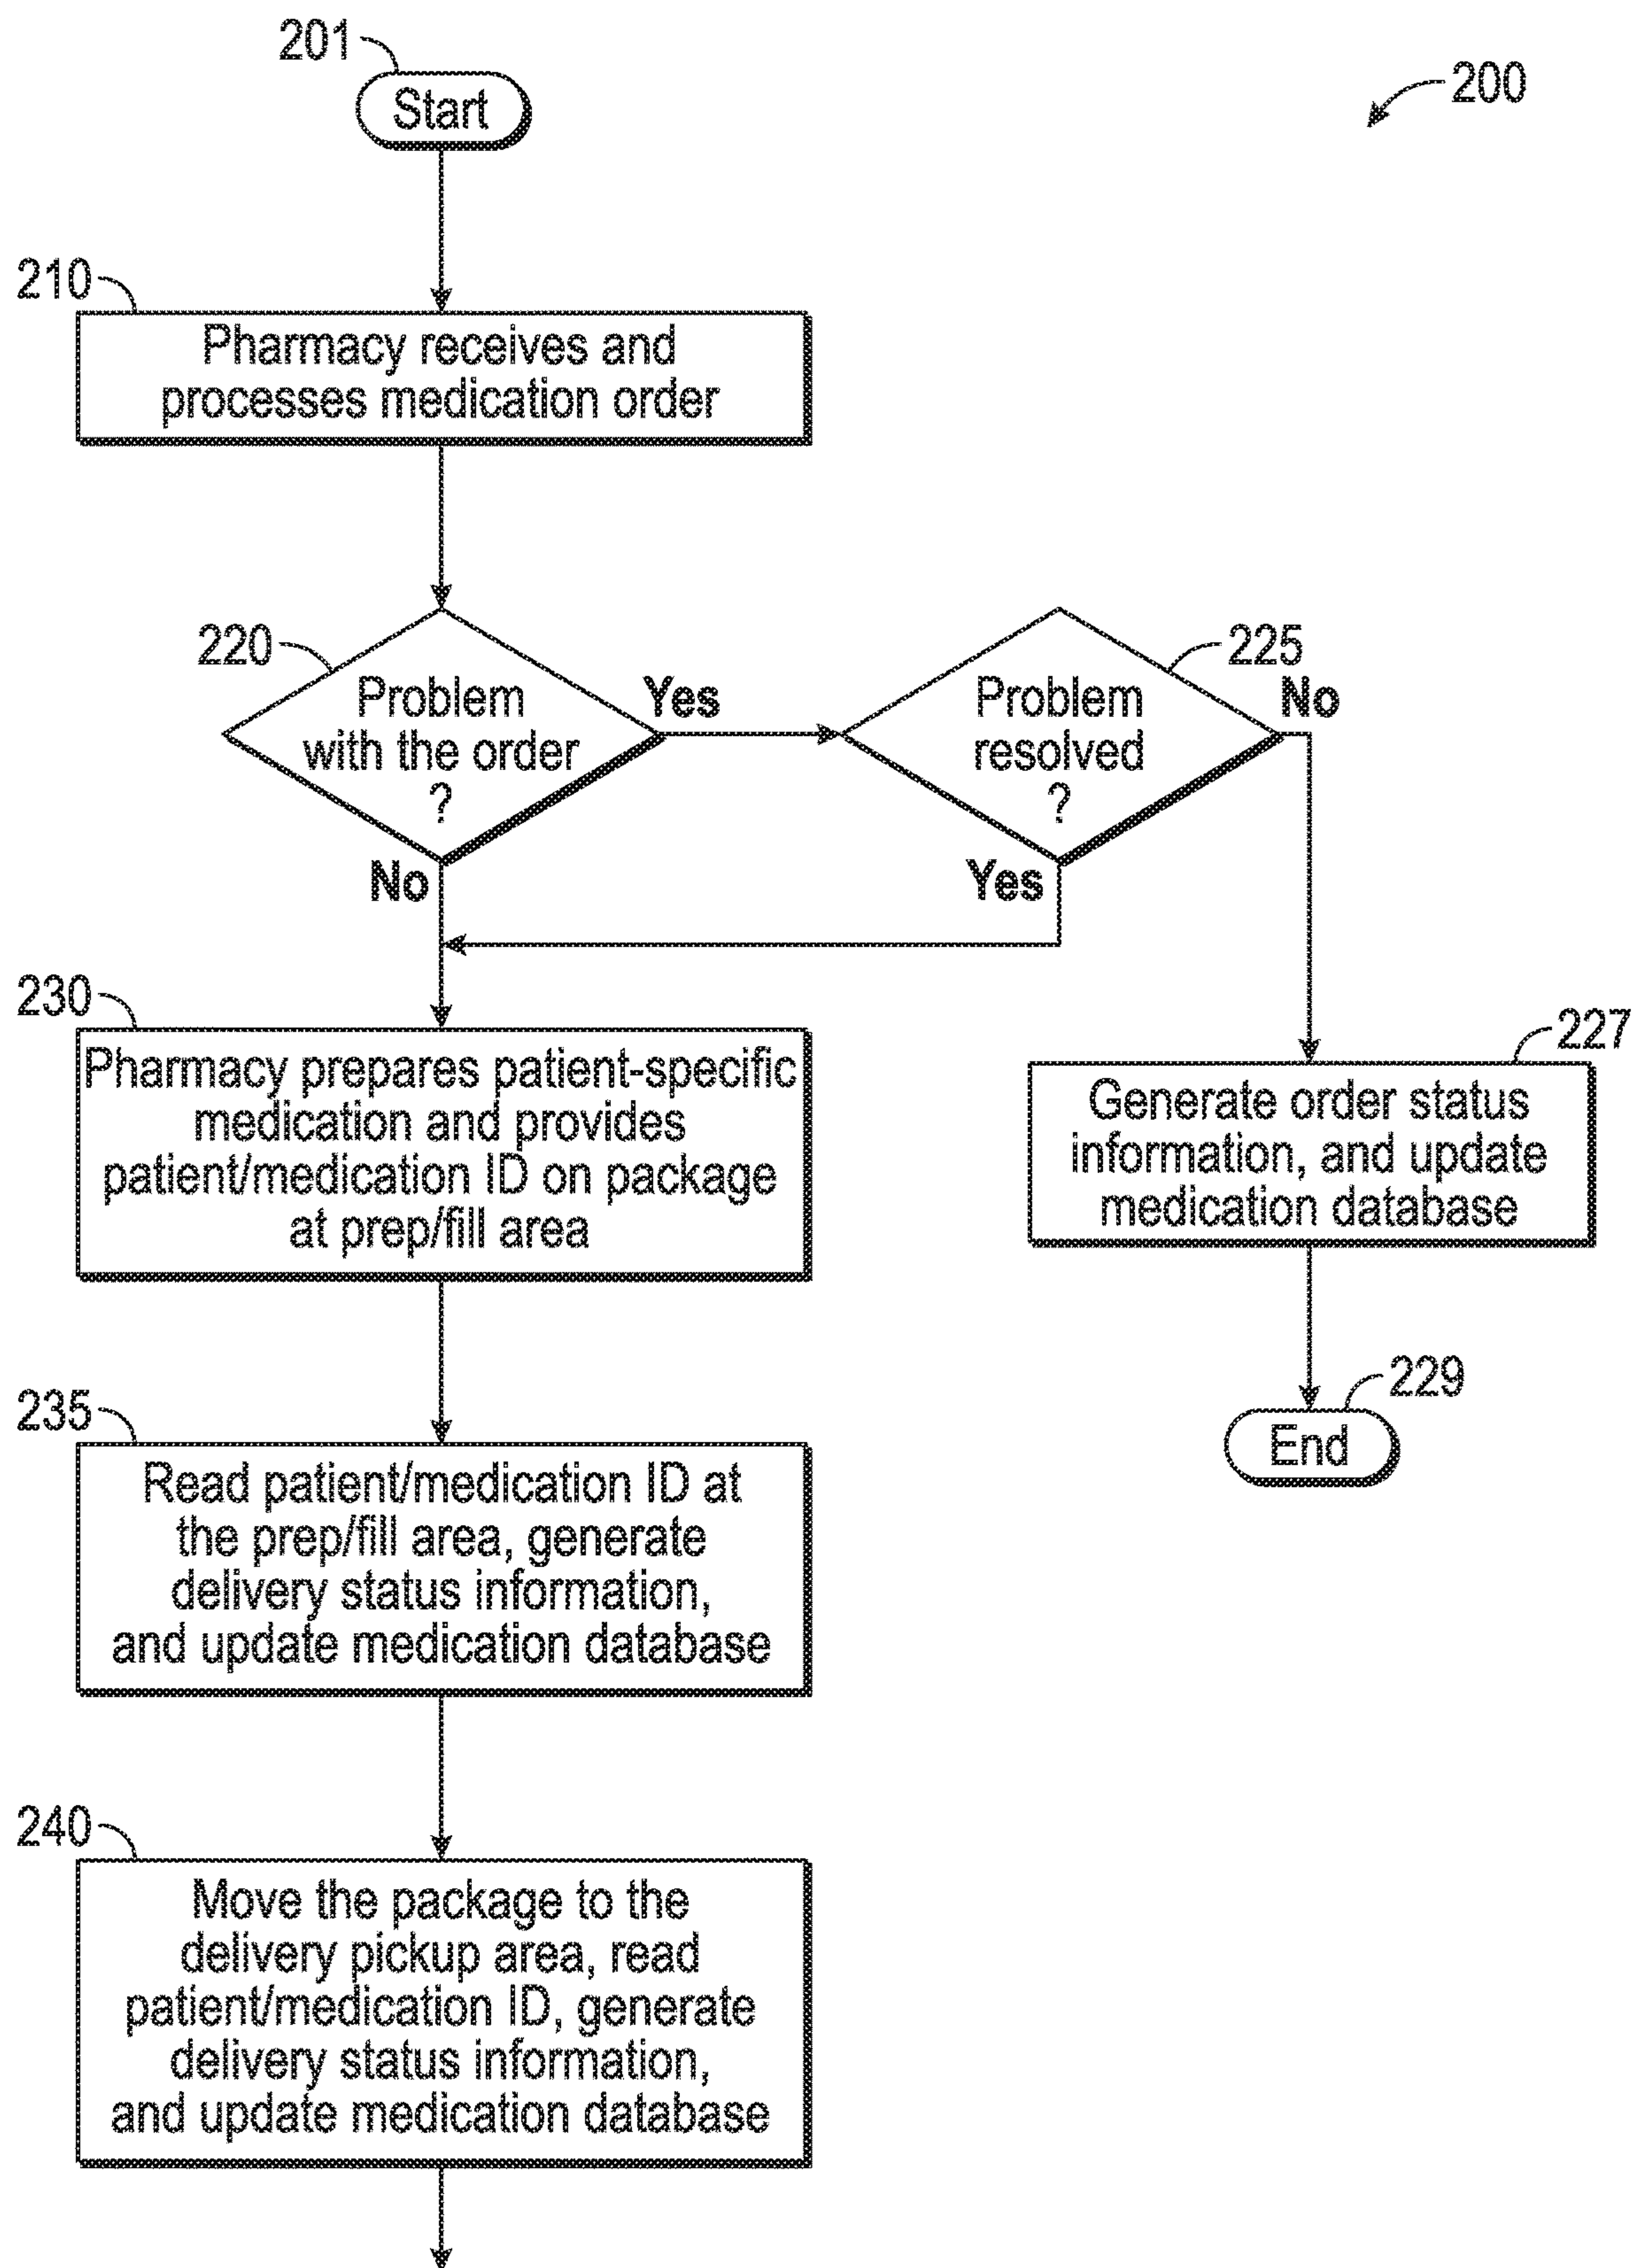 201
Start
200
210
Pharmacy receives and
processes medication order
220
Problem
with the order
?
Yes
No
225
Problem
resolved
?
No
Yes
230
Pharmacy prepares patient-specific
medication and provides
patient/medication ID on package
at prep/fill area
227
Generate order status
information, and update
medication database
229
End
235
Read patient/medication ID at
the prep/fill area, generate
delivery status information,
and update medication database
240
Move the package to the
delivery pickup area, read
patient/medication ID, generate
delivery status information,
and update medication database